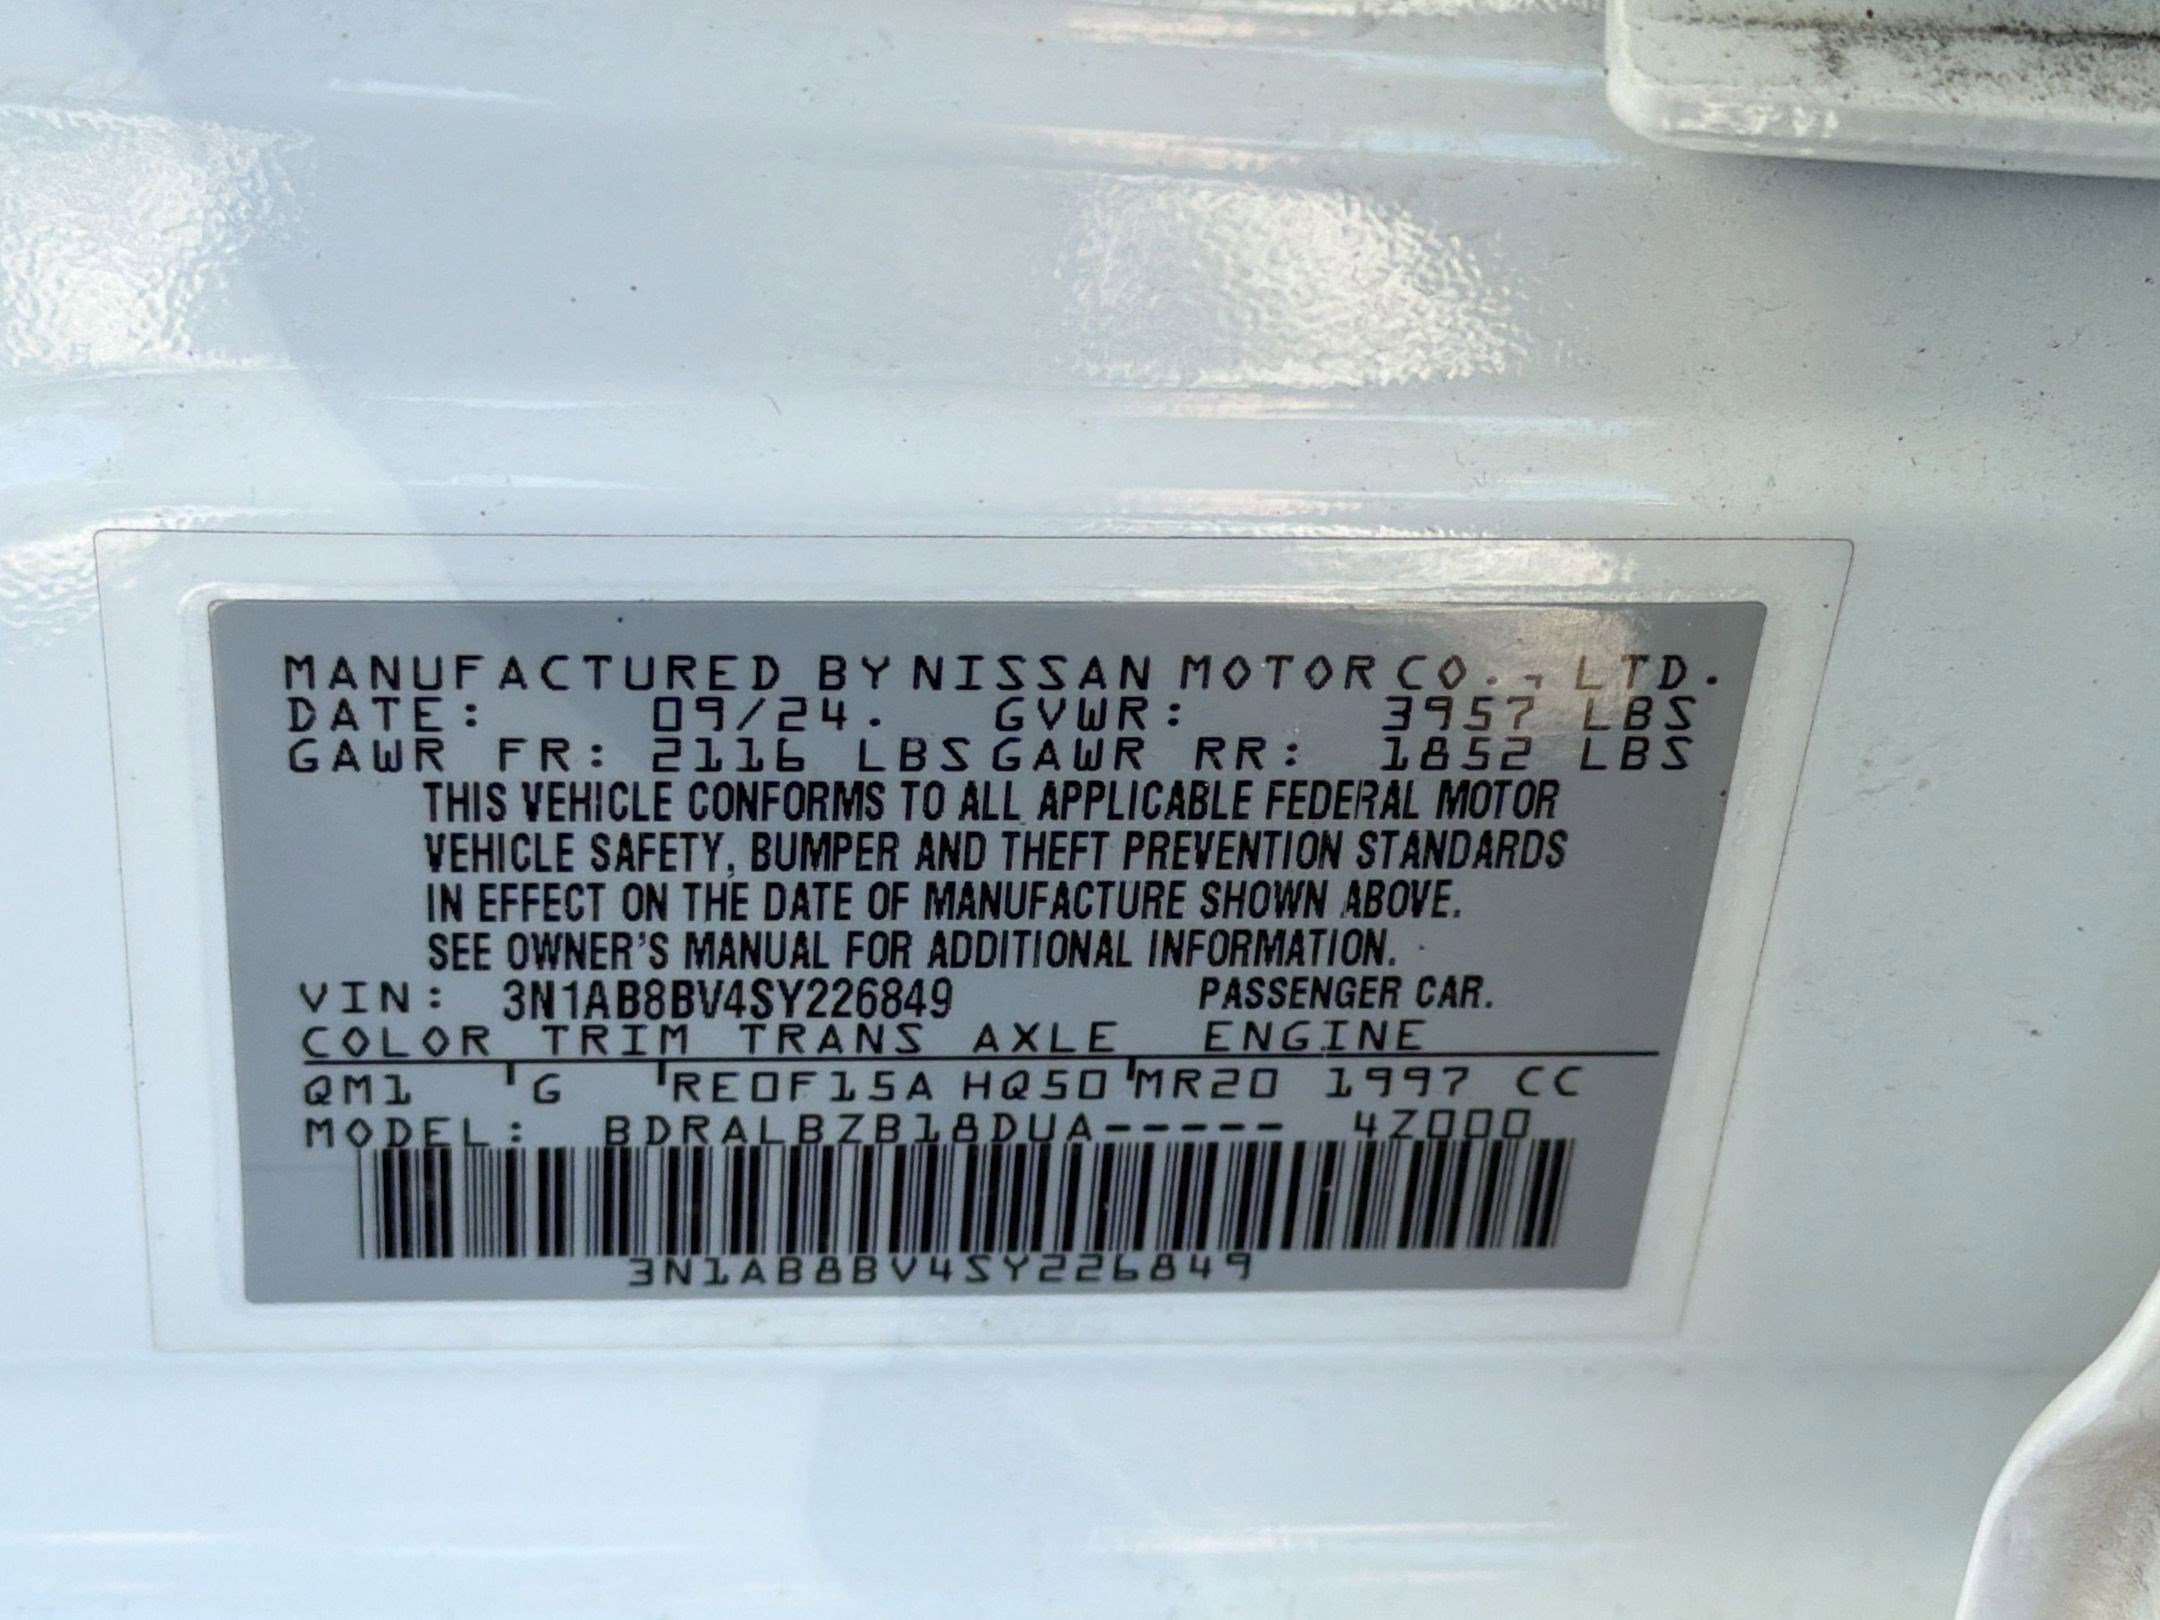 MANUFACTURED BY NISSAN MOTOR CO., LTD.
DATE: 09/24. GVWR: 3957 LBS
GAWR FR: 2116 LBS GAWR RR: 1852 LBS
THIS VEHICLE CONFORMS TO ALL APPLICABLE FEDERAL MOTOR
VEHICLE SAFETY, BUMPER AND THEFT PREVENTION STANDARDS
IN EFFECT ON THE DATE OF MANUFACTURE SHOWN ABOVE.
SEE OWNER'S MANUAL FOR ADDITIONAL INFORMATION.
VIN: 3N1AB8BV4SY226849 PASSENGER CAR.
COLOR TRIM TRANS AXLE ENGINE
QM1 G RE0F15A HQ50 MR20 1997 CC
MODEL: BDRALBZB18DUA----- 4Z000
3N1AB8BV4SY226849